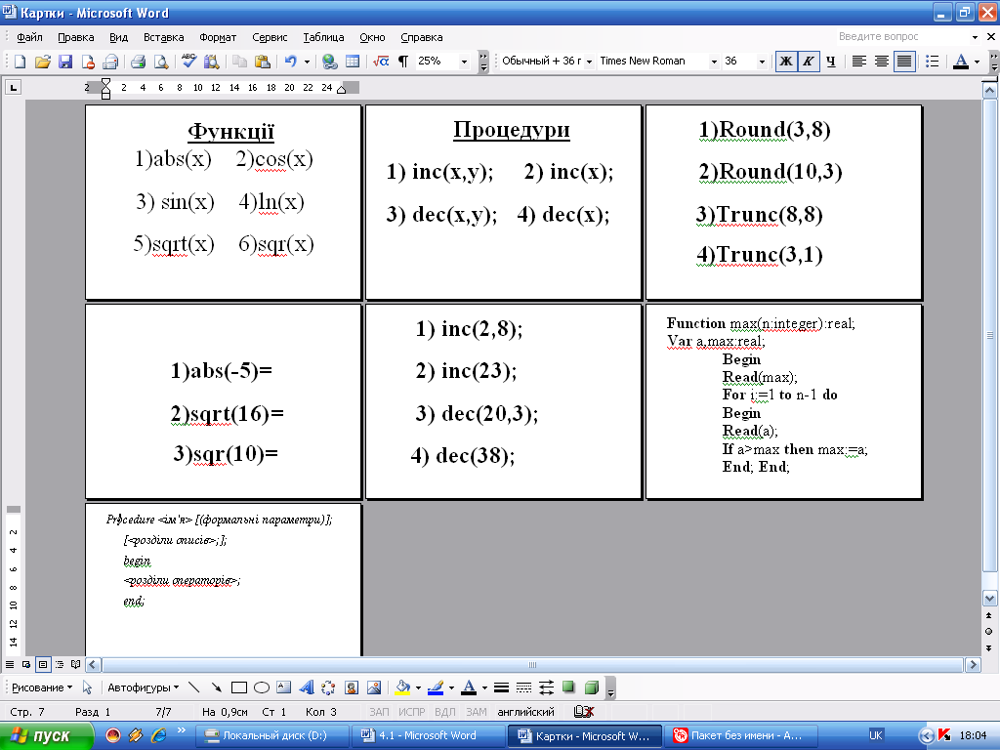 Картки - Microsoft Word
Файл Правка Вид Вставка Формат Сервис Таблица Окно Справка Введите вопрос
25% Обычный + 36 г Times New Roman 36 Ж К Ч A
2 2 4 6 8 10 12 14 16 18 20 22 24
Функції
1)abs(x) 2)cos(x)
3) sin(x) 4)ln(x)
5)sqrt(x) 6)sqr(x)
Процедури
1) inc(x,y); 2) inc(x);
3) dec(x,y); 4) dec(x);
1)Round(3,8)
2)Round(10,3)
3)Trunc(8,8)
4)Trunc(3,1)
1)abs(-5)=
2)sqrt(16)=
3)sqr(10)=
1) inc(2,8);
2) inc(23);
3) dec(20,3);
4) dec(38);
Function max(n:integer):real;
Var a,max:real;
Begin
Read(max);
For i:=1 to n-1 do
Begin
Read(a);
If a>max then max:=a;
End; End;
Procedure <ім'я> [(формальні параметри)];
[<розділи описів>;];
begin
<розділи операторів>;
end;
2
4
6
8
10
12
14
Рисование Автофигуры A
Стр. 7 Разд 1 7/7 На 0,9см Ст 1 Кол 3 ЗАП ИСПР ВДЛ ЗАМ английский
пуск Локальный диск (D:) 4.1 - Microsoft Word Картки - Microsoft W... Пакет без имени - A... UK 18:04